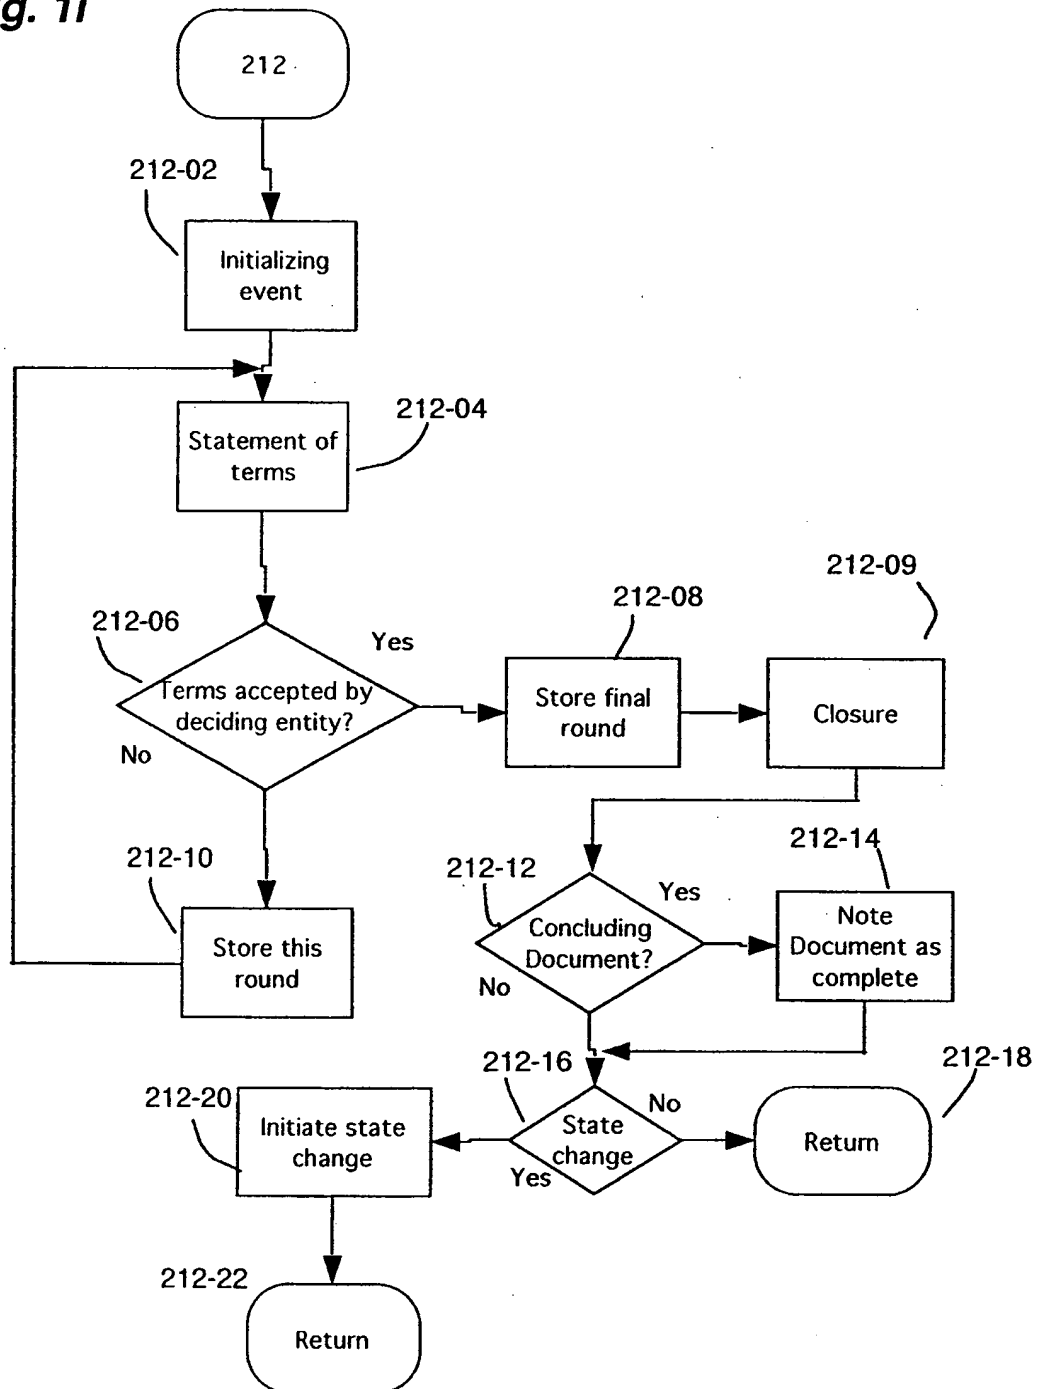 g. 1I
212
212-02
Initializing
event
212-04
Statement of
terms
212-09
212-08
212-06
Yes
Terms accepted by
deciding entity?
Store final
round
Closure
No
212-10
212-14
212-12
Yes
Store this
round
Concluding
Document?
Note
Document as
complete
No
212-16
212-18
212-20
No
Initiate state
change
State
change
Return
Yes
212-22
Return